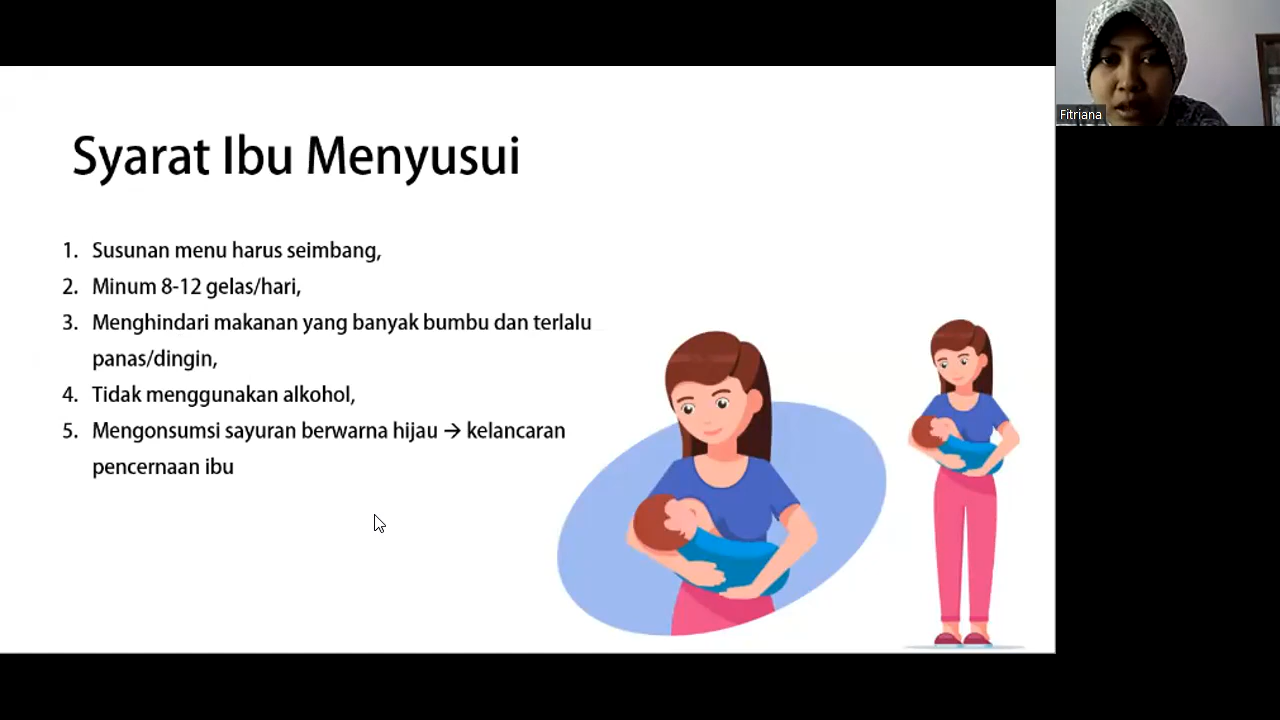 Syarat Ibu Menyusui
1. Susunan menu harus seimbang,
2. Minum 8-12 gelas/hari,
3. Menghindari makanan yang banyak bumbu dan terlalu
panas/dingin,
4. Tidak menggunakan alkohol,
5. Mengonsumsi sayuran berwarna hijau → kelancaran
pencernaan ibu
Fitriana